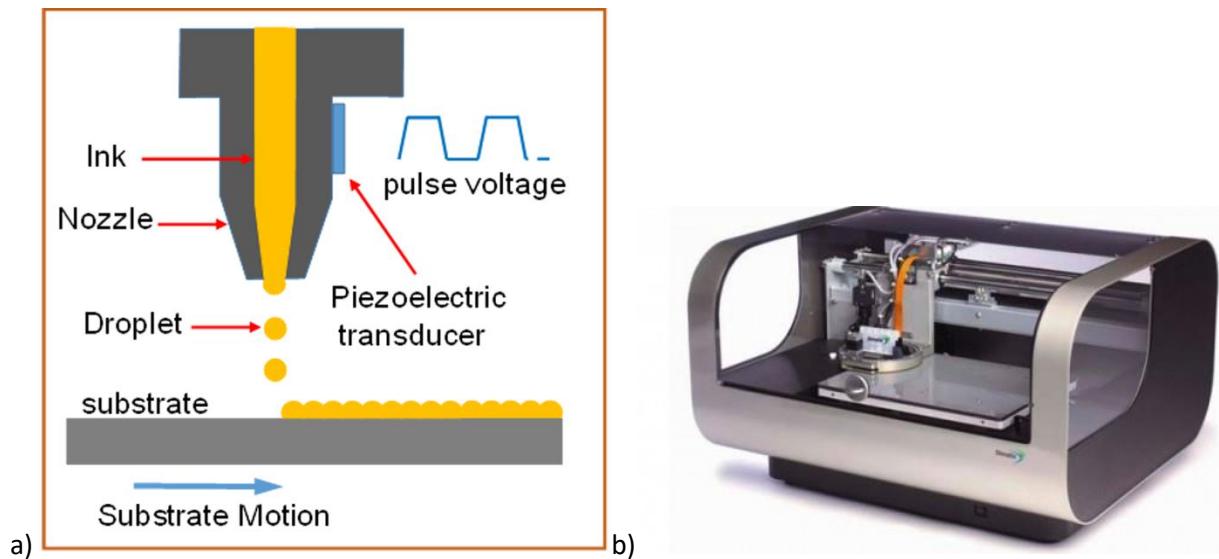 Ink
pulse voltage
Nozzle
Piezoelectric
transducer
Droplet
substrate
Substrate Motion
a)
b)